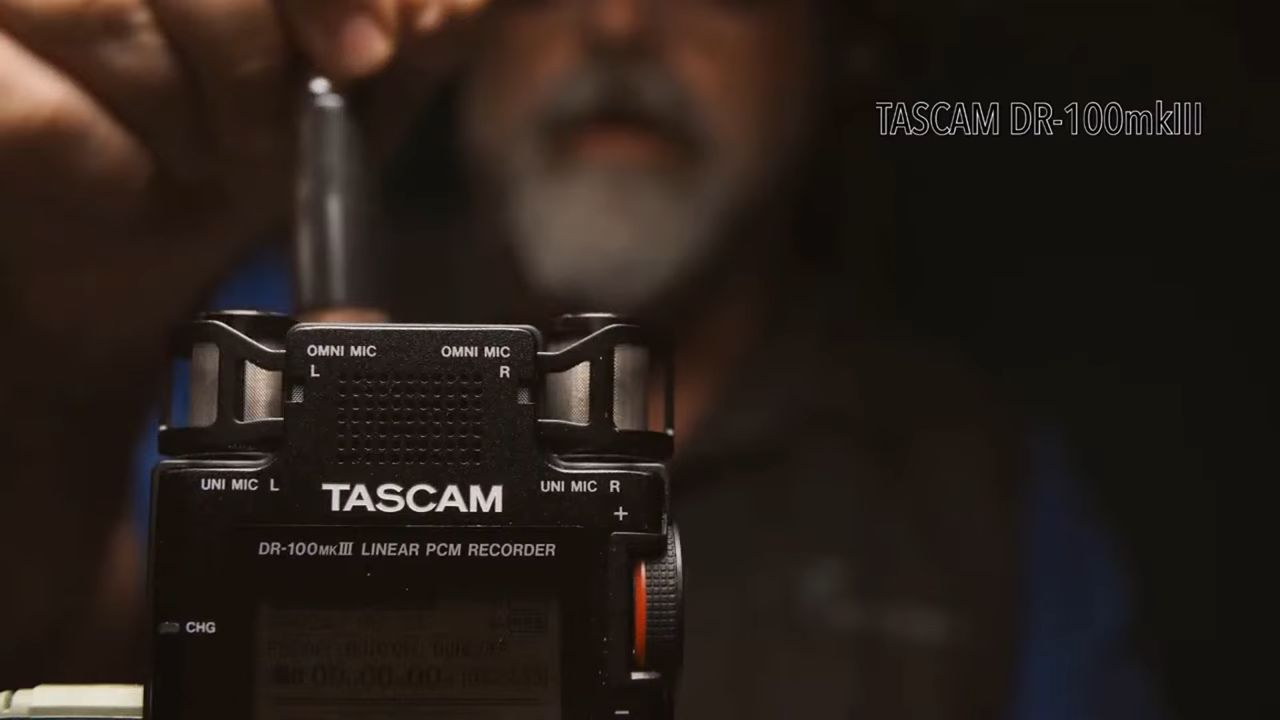 TASCAM DR-100mkIII
OMNI MIC OMNI MIC
L R
UNI MIC L UNI MIC R
TASCAM
+
DR-100MKIII LINEAR PCM RECORDER
CHG
−